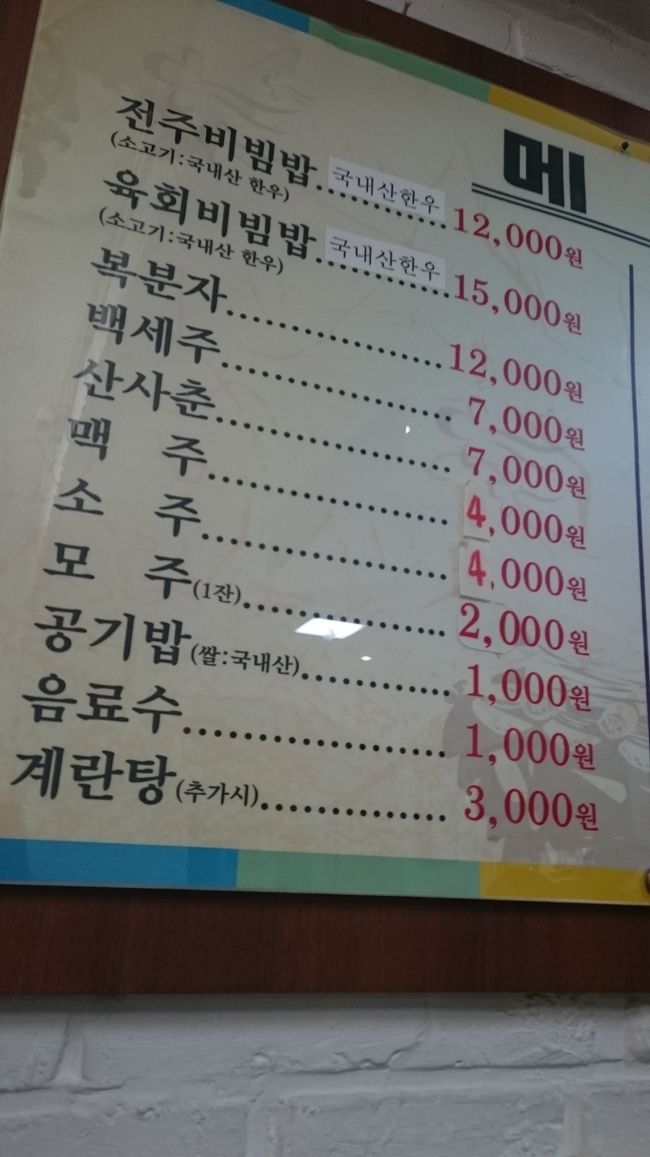 메
전주비빔밥 국내산한우 12,000원
(소고기:국내산 한우)
육회비빔밥 국내산한우 15,000원
(소고기:국내산 한우)
복분자 12,000원
백세주 7,000원
산사춘 7,000원
맥 주 4,000원
소 주 4,000원
모 주(1잔) 2,000원
공기밥(쌀:국내산) 1,000원
음료수 1,000원
계란탕(추가시) 3,000원